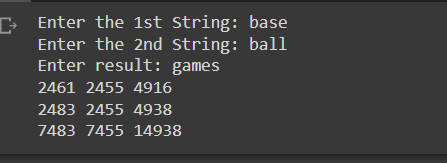 Enter the 1st String: base
Enter the 2nd String: ball
Enter result: games
2461 2455 4916
2483 2455 4938
7483 7455 14938